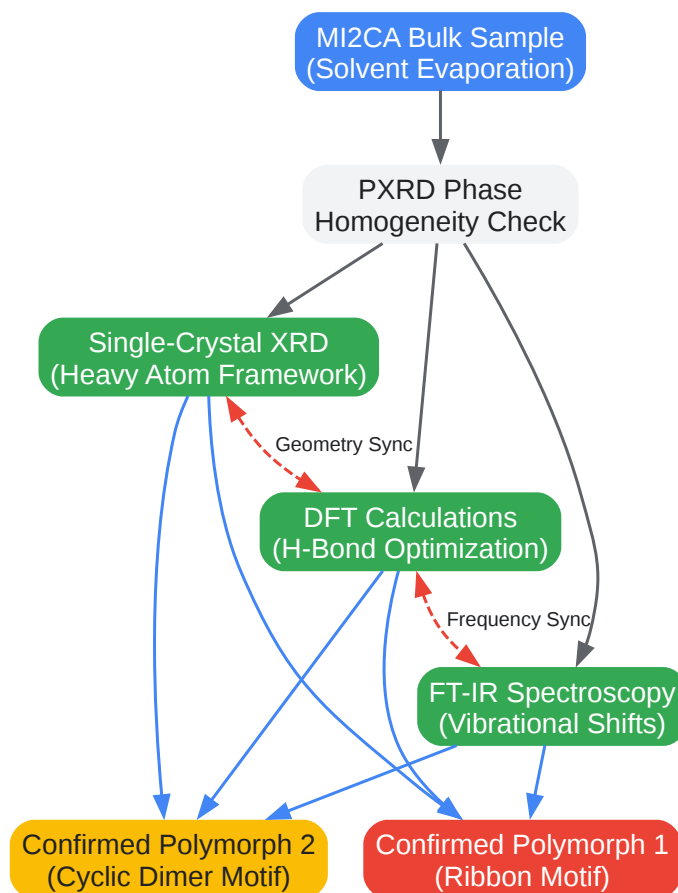 MI2CA Bulk Sample
(Solvent Evaporation)
PXRD Phase
Homogeneity Check
Single-Crystal XRD
(Heavy Atom Framework)
Geometry Sync
DFT Calculations
(H-Bond Optimization)
Frequency Sync
FT-IR Spectroscopy
(Vibrational Shifts)
Confirmed Polymorph 2
(Cyclic Dimer Motif)
Confirmed Polymorph 1
(Ribbon Motif)